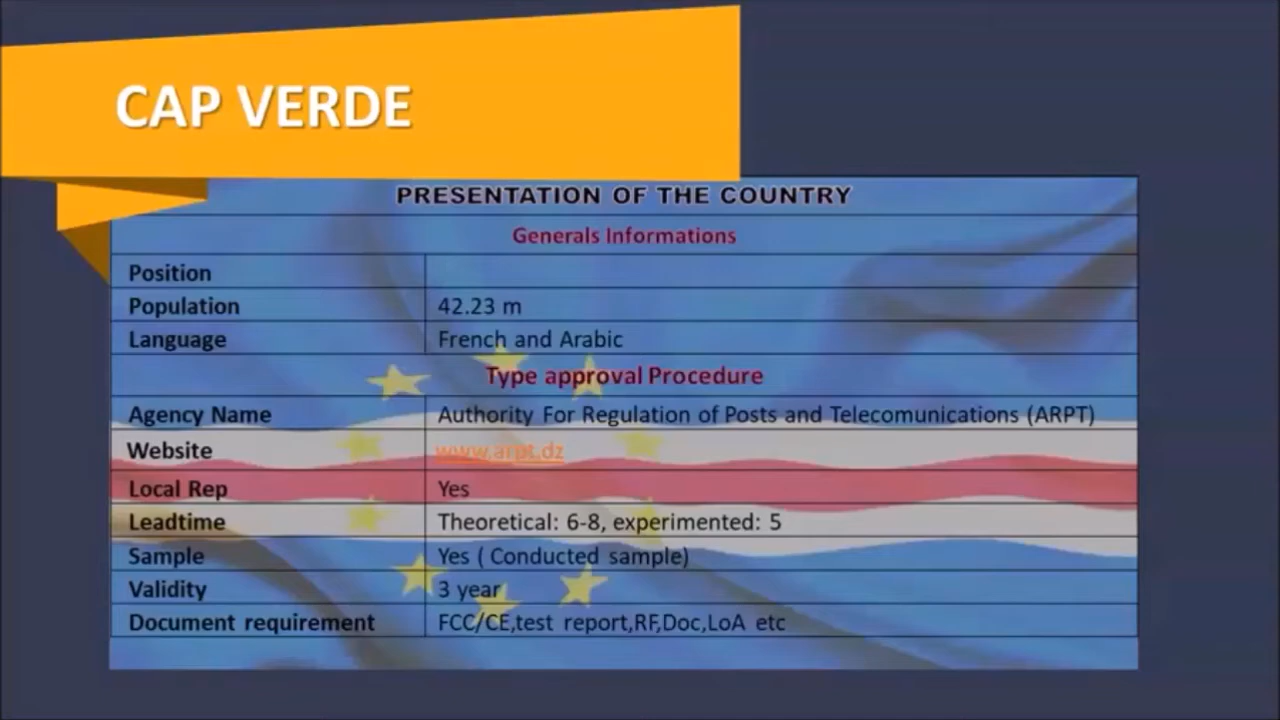 CAP VERDE
PRESENTATION OF THE COUNTRY
Generals Informations
Position
Population 42.23 m
Language French and Arabic
Type approval Procedure
Agency Name Authority For Regulation of Posts and Telecomunications (ARPT)
Website www.arpt.dz
Local Rep Yes
Leadtime Theoretical: 6-8, experimented: 5
Sample Yes ( Conducted sample)
Validity 3 year
Document requirement FCC/CE,test report,RF,Doc,LoA etc